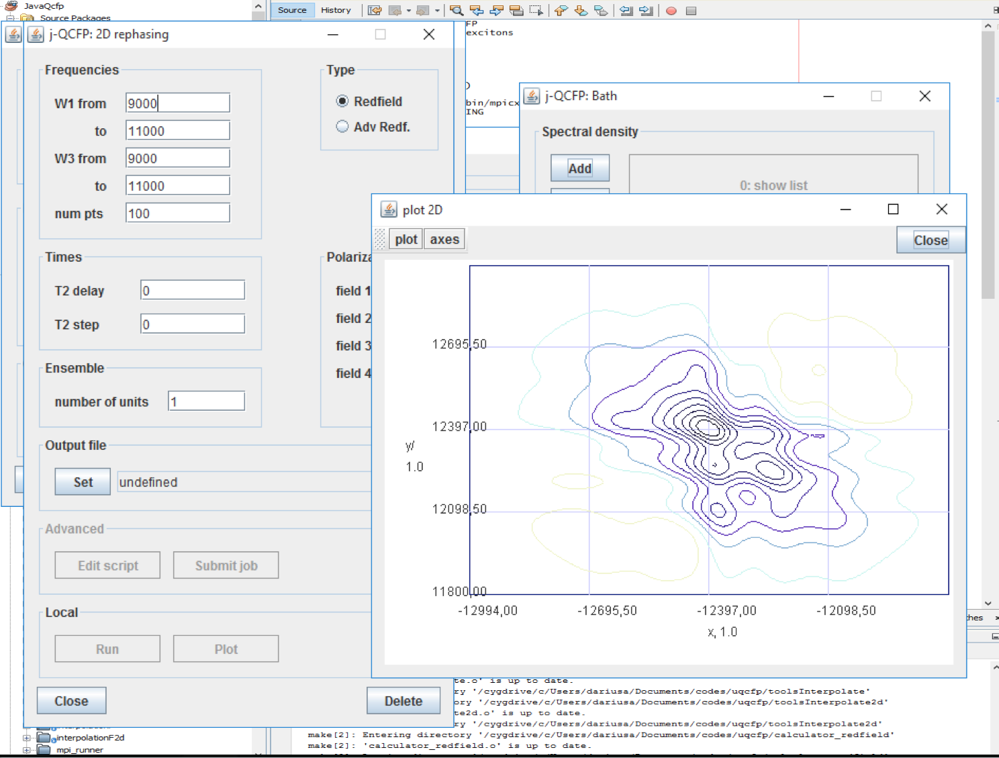 JavaQcfp
Source Packages
Source
History
FP
excitons
bin/mpicx
ING
j-QCFP: 2D rephasing
Frequencies
W1 from
9000
to
11000
W3 from
9000
to
11000
num pts
100
Type
Redfield
Adv Redf.
Times
T2 delay
0
T2 step
0
Polariza
field 1
field 2
field 3
field 4
Ensemble
number of units
1
Output file
Set
undefined
Advanced
Edit script
Submit job
Local
Run
Plot
Close
Delete
j-QCFP: Bath
Spectral density
Add
0: show list
plot 2D
plot
axes
Close
12695,50
12397,00
y/
1.0
12098,50
11800,00
-12994,00
-12695,50
-12397,00
-12098,50
x, 1.0
hes
te.o' is up to date.
ry '/cygdrive/c/Users/dariusa/Documents/codes/uqcfp/toolsInterpolate'
ory '/cygdrive/c/Users/dariusa/Documents/codes/uqcfp/toolsInterpolate2d'
te2d.o' is up to date.
ry '/cygdrive/c/Users/dariusa/Documents/codes/uqcfp/toolsInterpolate2d'
make[2]: Entering directory '/cygdrive/c/Users/dariusa/Documents/codes/uqcfp/calculator_redfield'
make[2]: 'calculator_redfield.o' is up to date.
interpolationF2d
mpi_runner